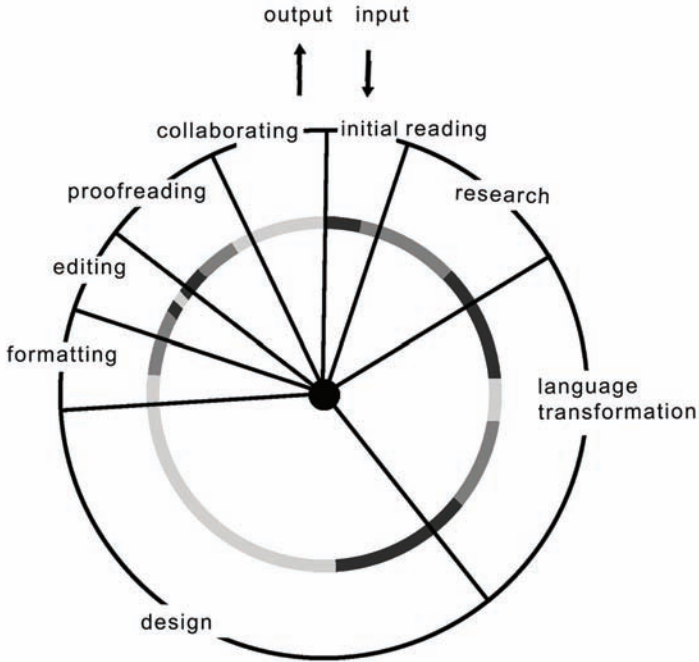 output input
collaborating initial reading
proofreading research
editing
formatting
language
transformation
design